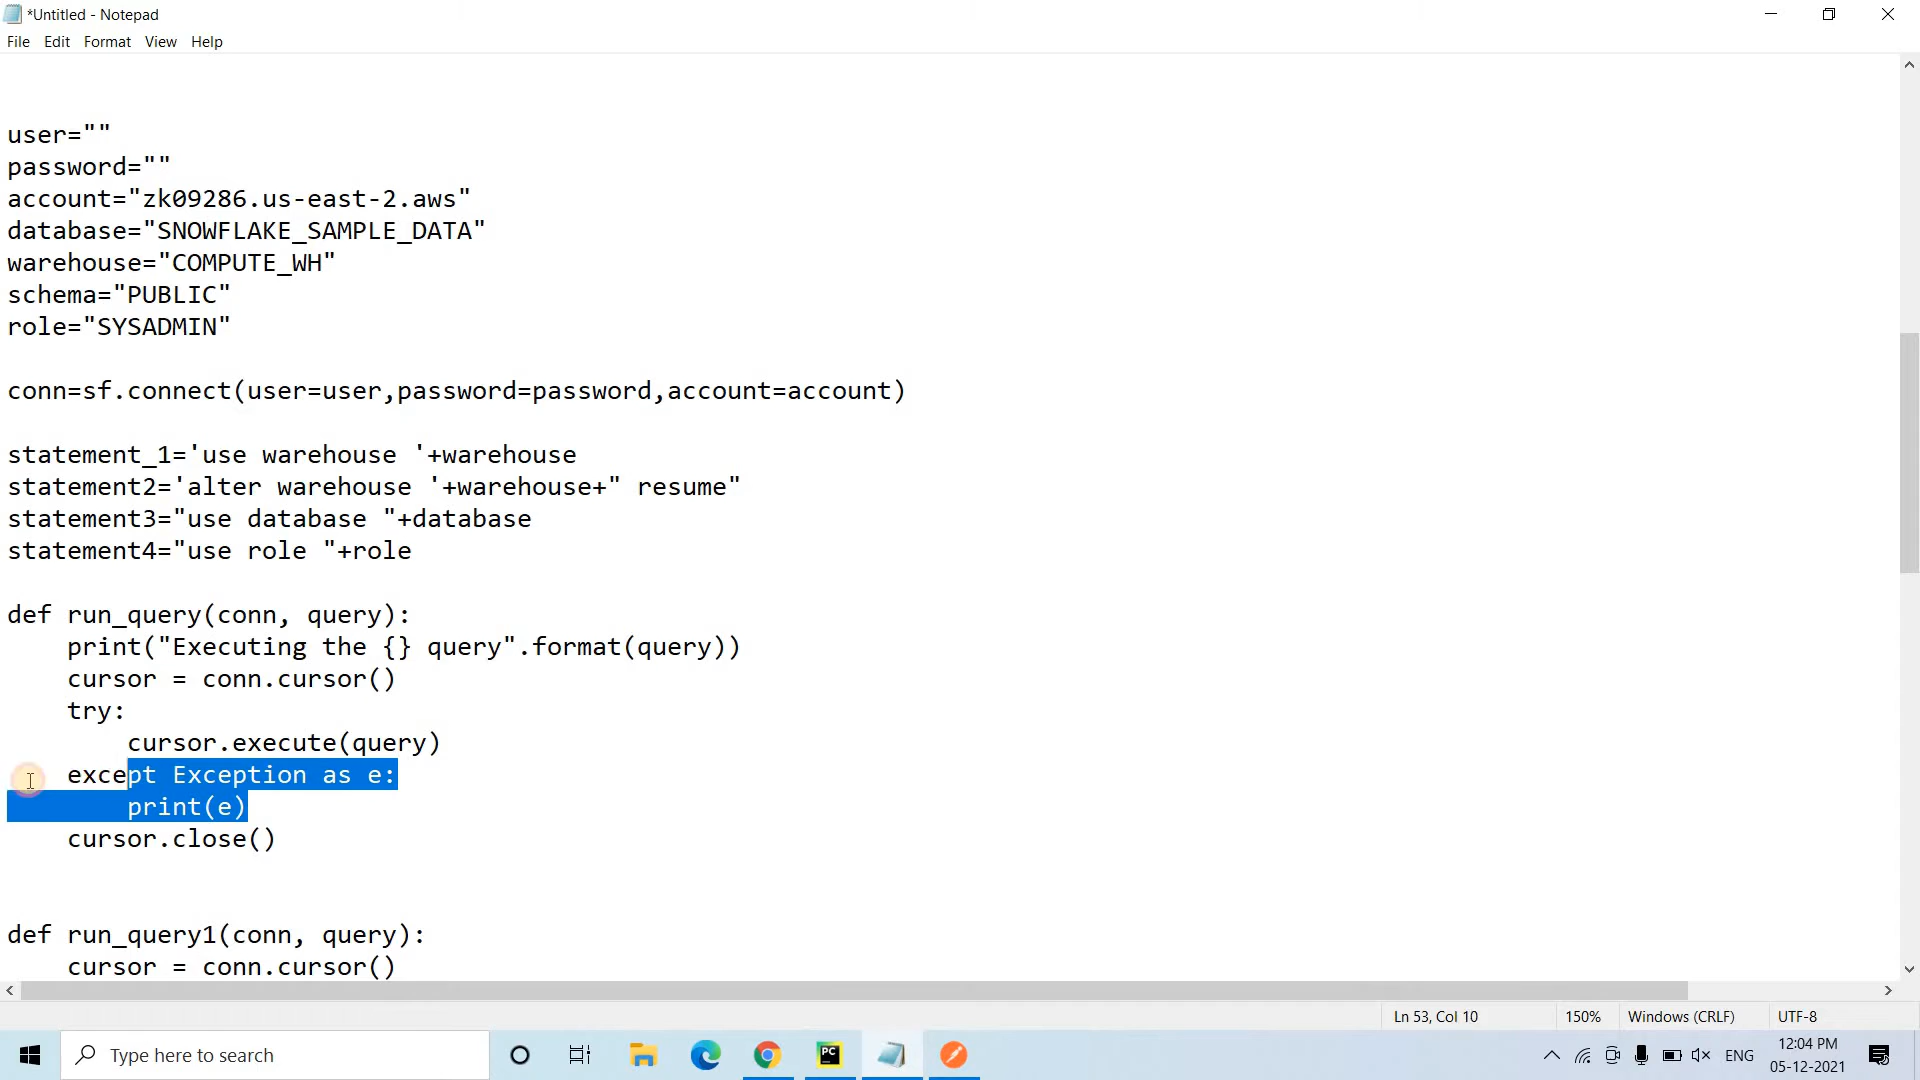 *Untitled - Notepad
File Edit Format View Help
user=""
password=""
account="zk09286.us-east-2.aws"
database="SNOWFLAKE_SAMPLE_DATA"
warehouse="COMPUTE_WH"
schema="PUBLIC"
role="SYSADMIN"
conn=sf.connect(user=user,password=password,account=account)
statement_1='use warehouse '+warehouse
statement2='alter warehouse '+warehouse+" resume"
statement3="use database "+database
statement4="use role "+role
def run_query(conn, query):
    print("Executing the {} query".format(query))
    cursor = conn.cursor()
    try:
        cursor.execute(query)
    except Exception as e:
        print(e)
    cursor.close()
def run_query1(conn, query):
    cursor = conn.cursor()
Ln 53, Col 10 150% Windows (CRLF) UTF-8
Type here to search
PC
ENG
12:04 PM
05-12-2021